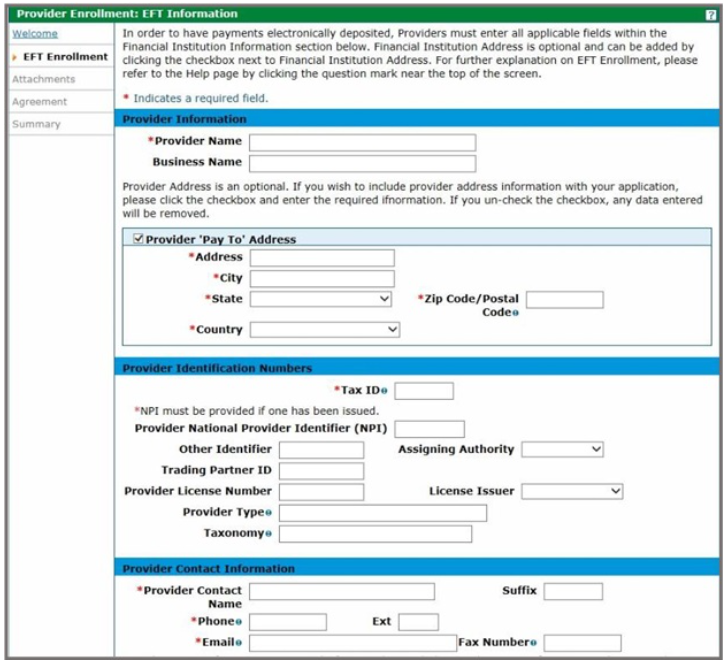 Provider Enrollment: EFT Information
?
Welcome
EFT Enrollment
Attachments
Agreement
Summary
In order to have payments electronically deposited, Providers must enter all applicable fields within the
Financial Institution Information section below. Financial Institution Address is optional and can be added by
clicking the checkbox next to Financial Institution Address. For further explanation on EFT Enrollment, please
refer to the Help page by clicking the question mark near the top of the screen.
* Indicates a required field.
Provider Information
*Provider Name
Business Name
Provider Address is an optional. If you wish to include provider address information with your application,
please click the checkbox and enter the required ifnormation. If you un-check the checkbox, any data entered
will be removed.
Provider 'Pay To' Address
*Address
*City
*State
*Zip Code/Postal
Code
*Country
Provider Identification Numbers
*Tax ID
*NPI must be provided if one has been issued.
Provider National Provider Identifier (NPI)
Other Identifier
Assigning Authority
Trading Partner ID
Provider License Number
License Issuer
Provider Type
Taxonomy
Provider Contact Information
*Provider Contact
Name
Suffix
*Phone
Ext
*Email
Fax Number